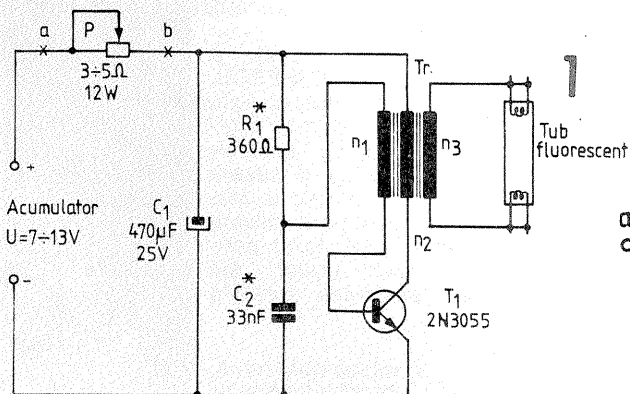 a P b
3÷5Ω
12W
*
R1
360Ω
Tr.
n1 n3
n2
1
Tub
fluorescent
+
Acumulator
U=7÷13V
-
C1
470µF
25V
*
C2
33nF
T1
2N3055
a